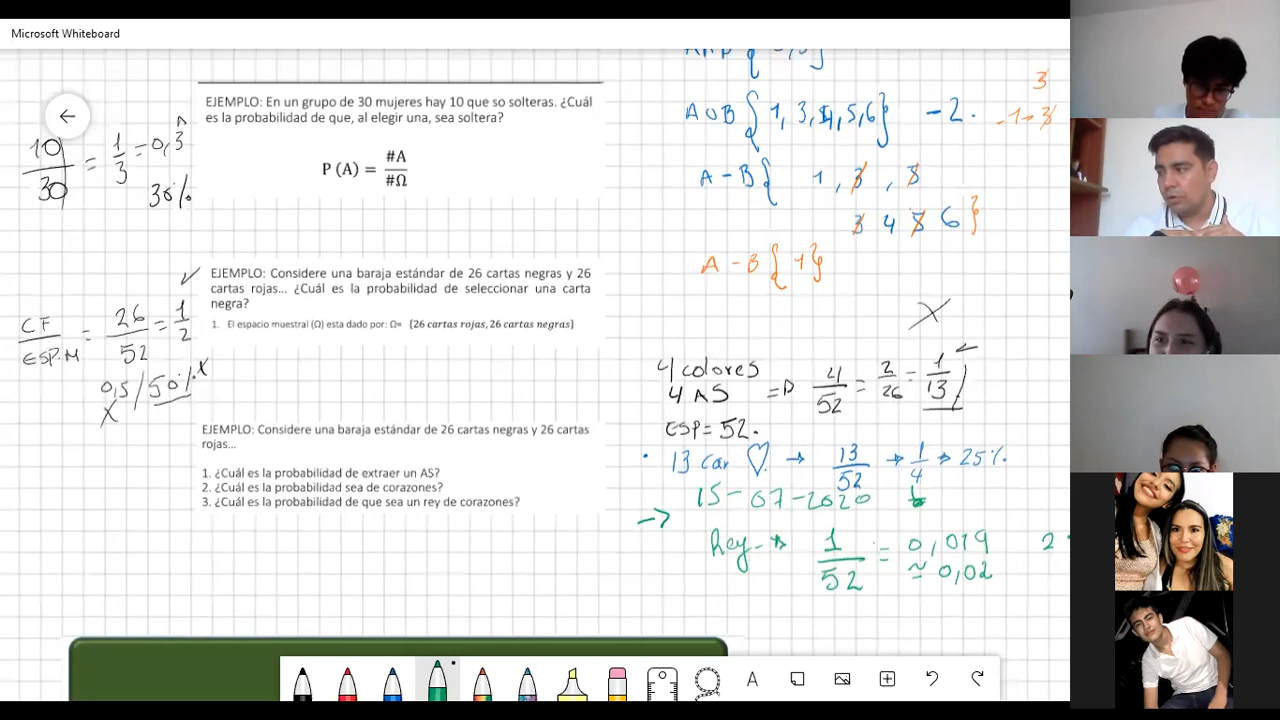 Microsoft Whiteboard
EJEMPLO: En un grupo de 30 mujeres hay 10 que so solteras. ¿Cuál
es la probabilidad de que, al elegir una, sea soltera?
P (A) = #A / #Ω
10/30 = 1/3 = 0,3
EJEMPLO: Considere una baraja estándar de 26 cartas negras y 26
cartas rojas... ¿Cuál es la probabilidad de seleccionar una carta
negra?
1. El espacio muestral (Ω) esta dado por: Ω= {26 cartas rojas, 26 cartas negras}
CF / ESP.M = 26/52 = 1/2
0,5 / 50% x
X
EJEMPLO: Considere una baraja estándar de 26 cartas negras y 26 cartas
rojas...
1. ¿Cuál es la probabilidad de extraer un AS?
2. ¿Cuál es la probabilidad sea de corazones?
3. ¿Cuál es la probabilidad de que sea un rey de corazones?
A∪B { 1, 3, 4, 5, 6 } - 2.
3
A - B { 1, 3, 5
3 4 5 6 }
A - B { 1 }
X
4 colores
4 AS => 4/52 = 2/26 = 1/13
ESP = 52.
13 car ♡ → 13/52 → 1/4 → 25%
15-07-2020
→ Rey → 1/52 = 0,019 2
≈ 0,02
A